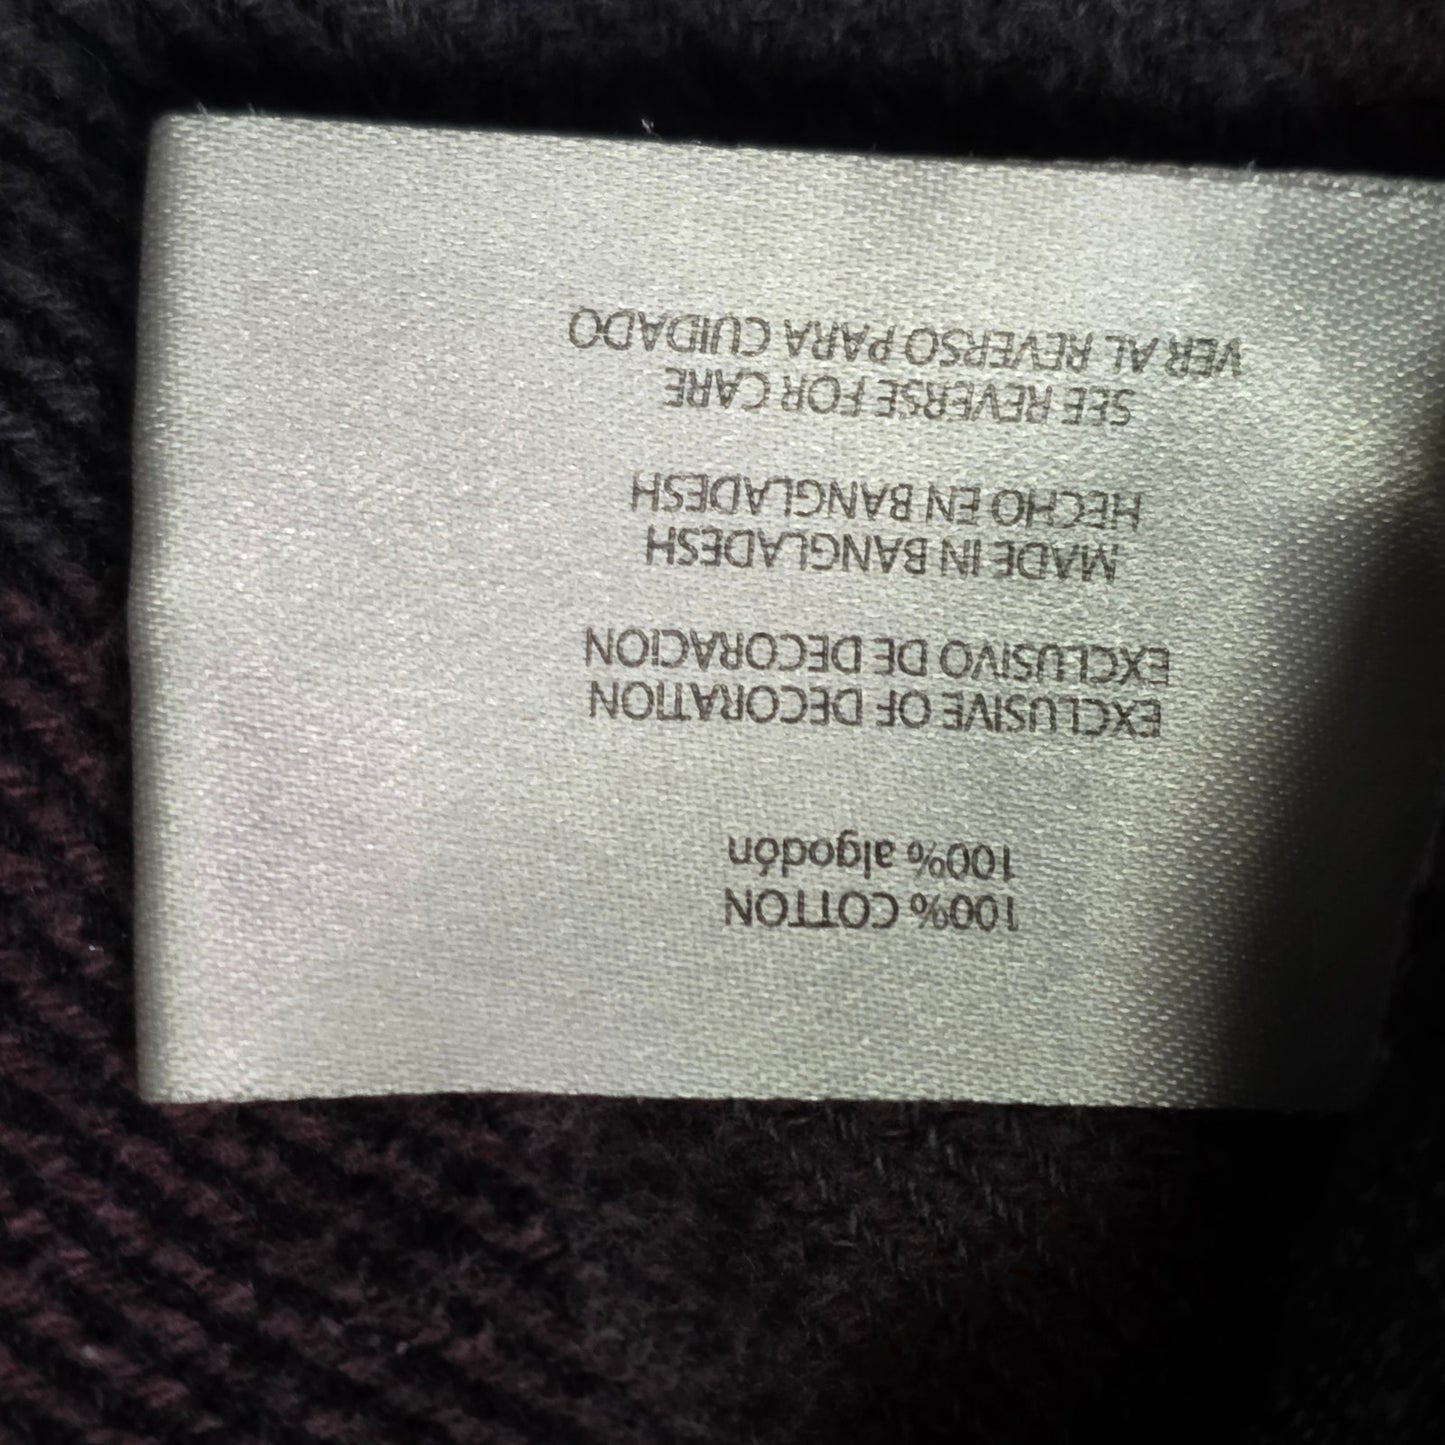 100% COTTON
100% algodón
EXCLUSIVE OF DECORATION
EXCLUSIVO DE DECORACION
MADE IN BANGLADESH
HECHO EN BANGLADESH
SEE REVERSE FOR CARE
VER AL REVERSO PARA CUIDADO